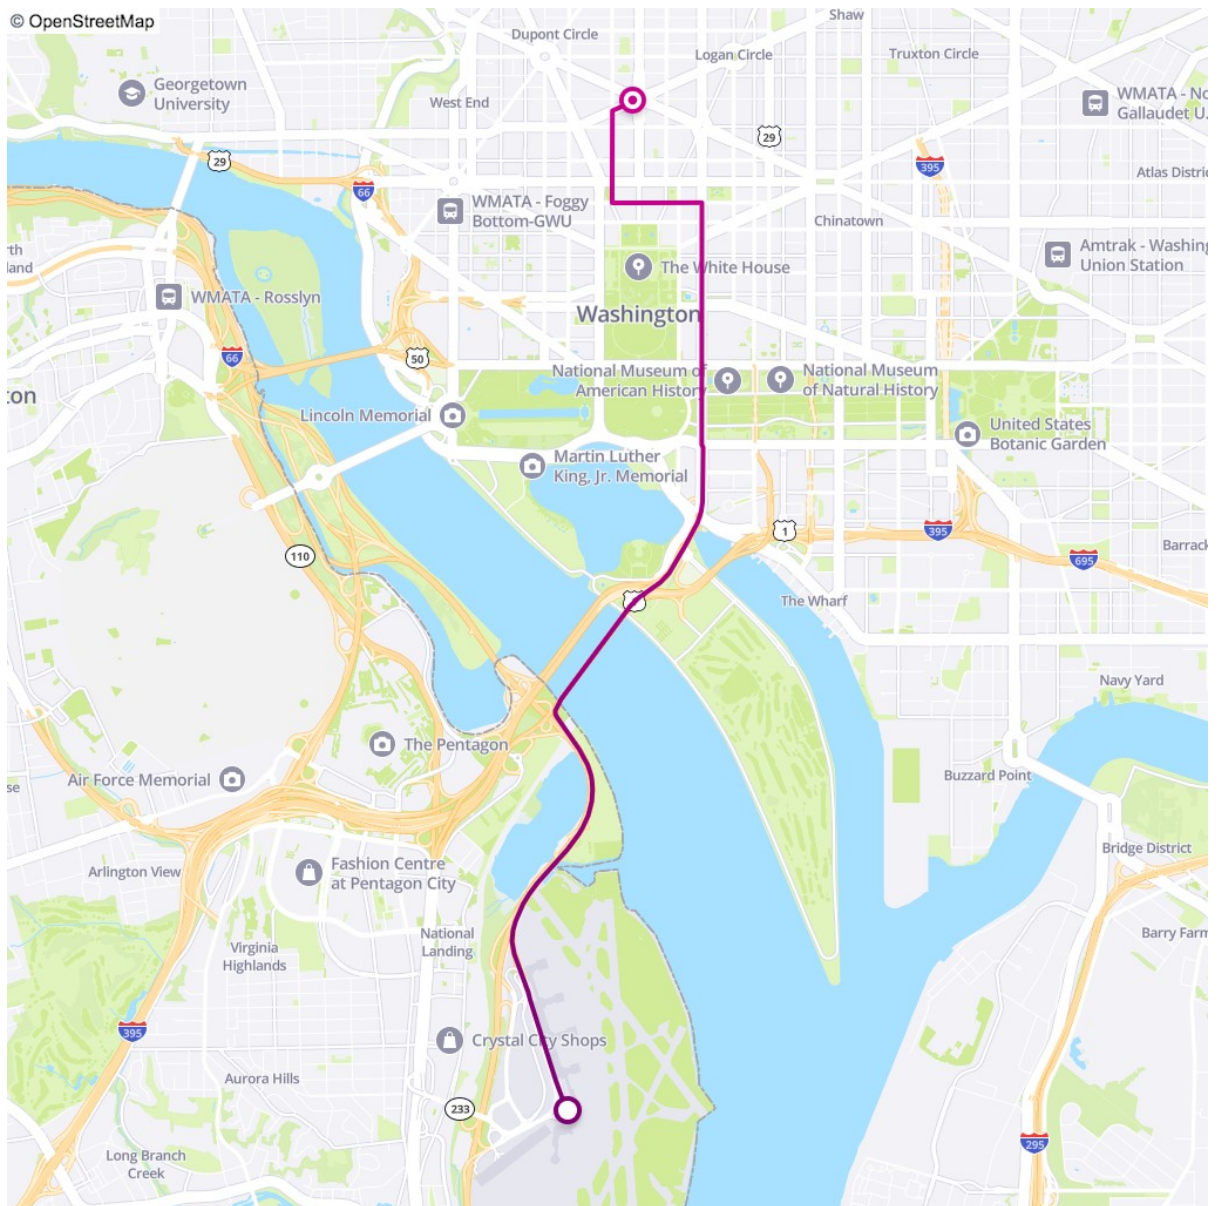 © OpenStreetMap
Shaw
Dupont Circle
Logan Circle
Truxton Circle
Georgetown
University
West End
WMATA - No
Gallaudet U.
29
29
395
Atlas Distri
66
WMATA - Foggy
Bottom-GWU
Chinatown
rth
land
The White House
Amtrak - Washing
Union Station
WMATA - Rosslyn
Washington
66
50
National Museum of
American History
National Museum
of Natural History
ton
Lincoln Memorial
United States
Botanic Garden
Martin Luther
King, Jr. Memorial
110
1
395
695
Barrack
The Wharf
Navy Yard
The Pentagon
Air Force Memorial
se
Buzzard Point
Arlington View
Fashion Centre
at Pentagon City
Bridge District
National
Landing
Virginia
Highlands
Barry Farm
395
Crystal City Shops
Aurora Hills
233
295
Long Branch
Creek